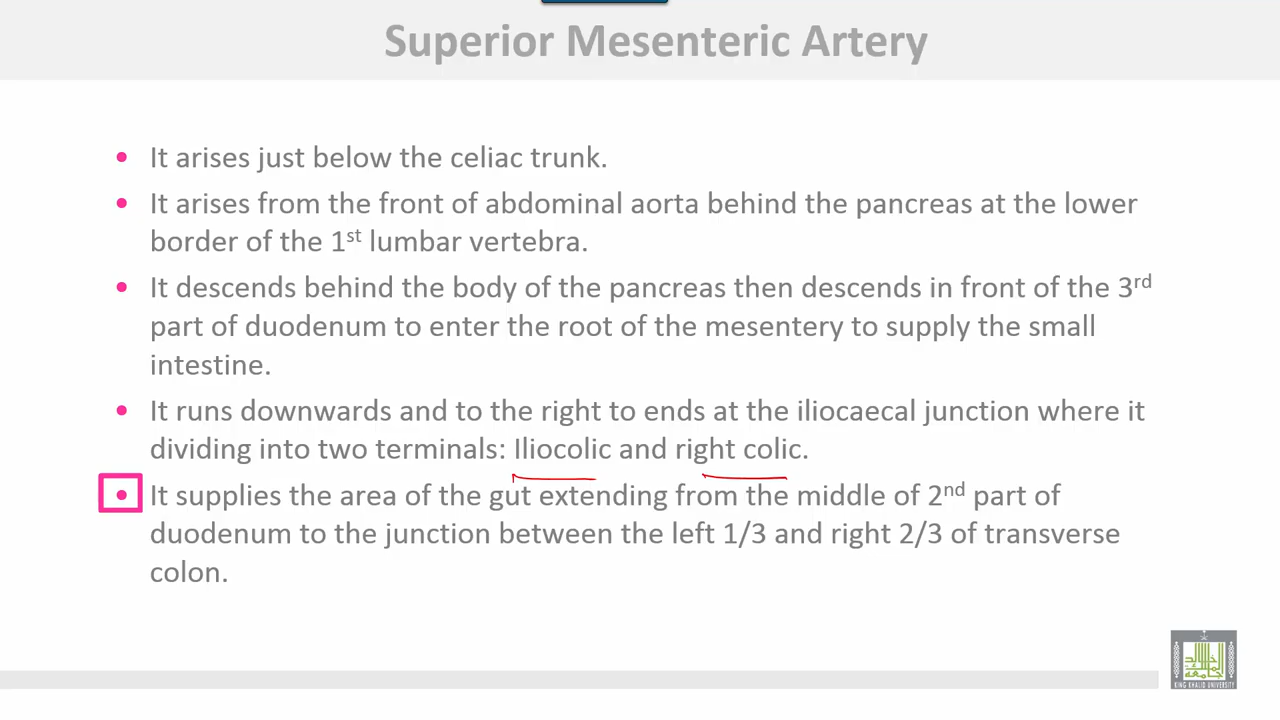 Superior Mesenteric Artery
• It arises just below the celiac trunk.
• It arises from the front of abdominal aorta behind the pancreas at the lower
border of the 1st lumbar vertebra.
• It descends behind the body of the pancreas then descends in front of the 3rd
part of duodenum to enter the root of the mesentery to supply the small
intestine.
• It runs downwards and to the right to ends at the iliocaecal junction where it
dividing into two terminals: Iliocolic and right colic.
• It supplies the area of the gut extending from the middle of 2nd part of
duodenum to the junction between the left 1/3 and right 2/3 of transverse
colon.
KING KHALID UNIVERSITY